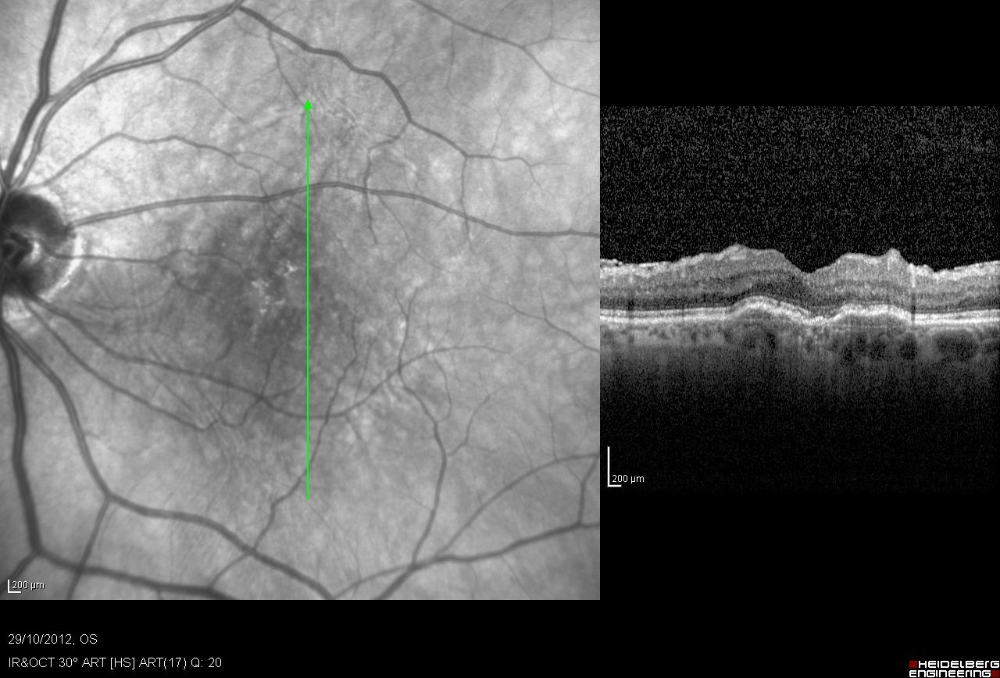 200 µm
200 µm
29/10/2012, OS
IR&OCT 30° ART [HS] ART(17) Q: 20
HEIDELBERG
ENGINEERING